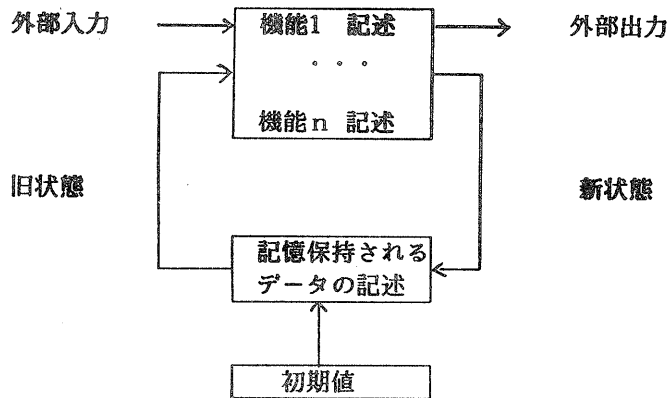 外部入力
機能1 記述
外部出力
・・・
機能n 記述
旧状態
新状態
記憶保持される
データの記述
初期値